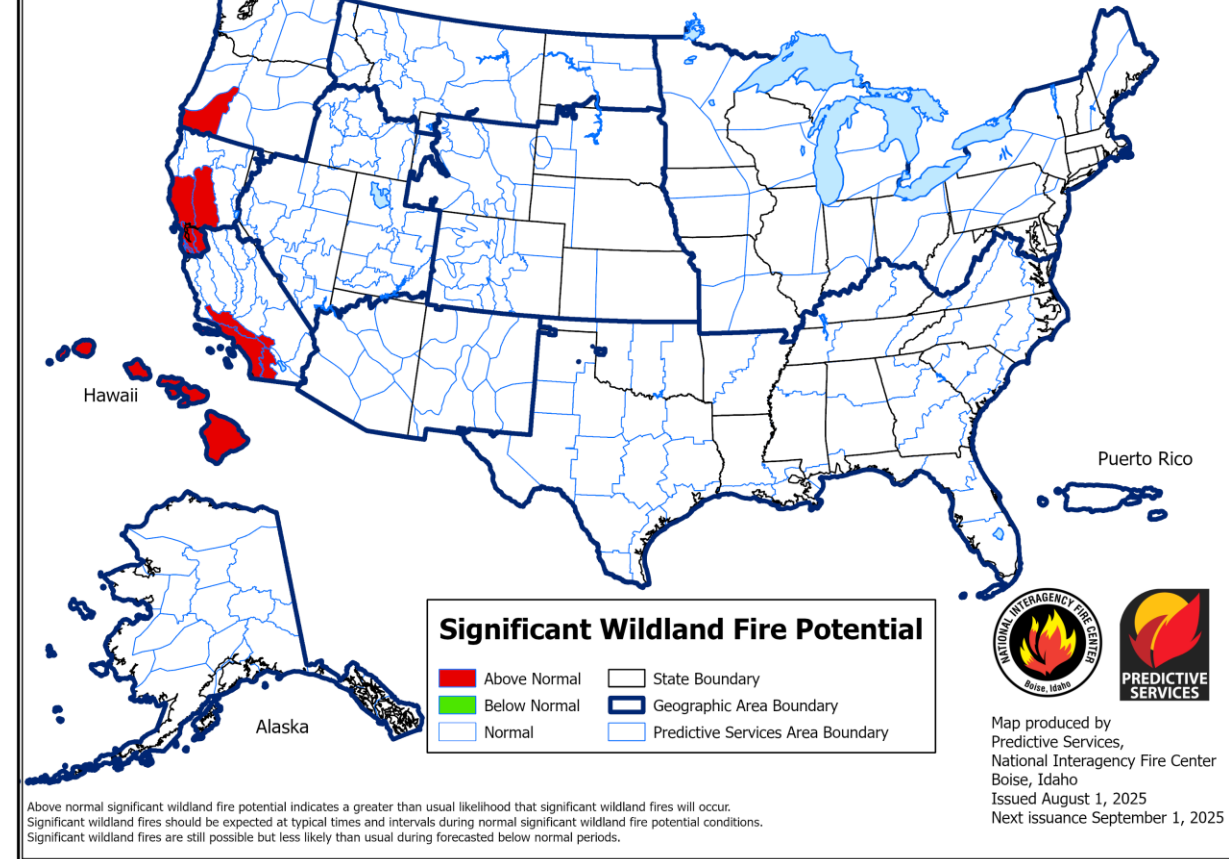 Hawaii
Puerto Rico
Alaska
Significant Wildland Fire Potential
Above Normal
Below Normal
Normal
State Boundary
Geographic Area Boundary
Predictive Services Area Boundary
NATIONAL INTERAGENCY FIRE CENTER
Boise, Idaho
PREDICTIVE
SERVICES
Map produced by
Predictive Services,
National Interagency Fire Center
Boise, Idaho
Issued August 1, 2025
Next issuance September 1, 2025
Above normal significant wildland fire potential indicates a greater than usual likelihood that significant wildland fires will occur.
Significant wildland fires should be expected at typical times and intervals during normal significant wildland fire potential conditions.
Significant wildland fires are still possible but less likely than usual during forecasted below normal periods.